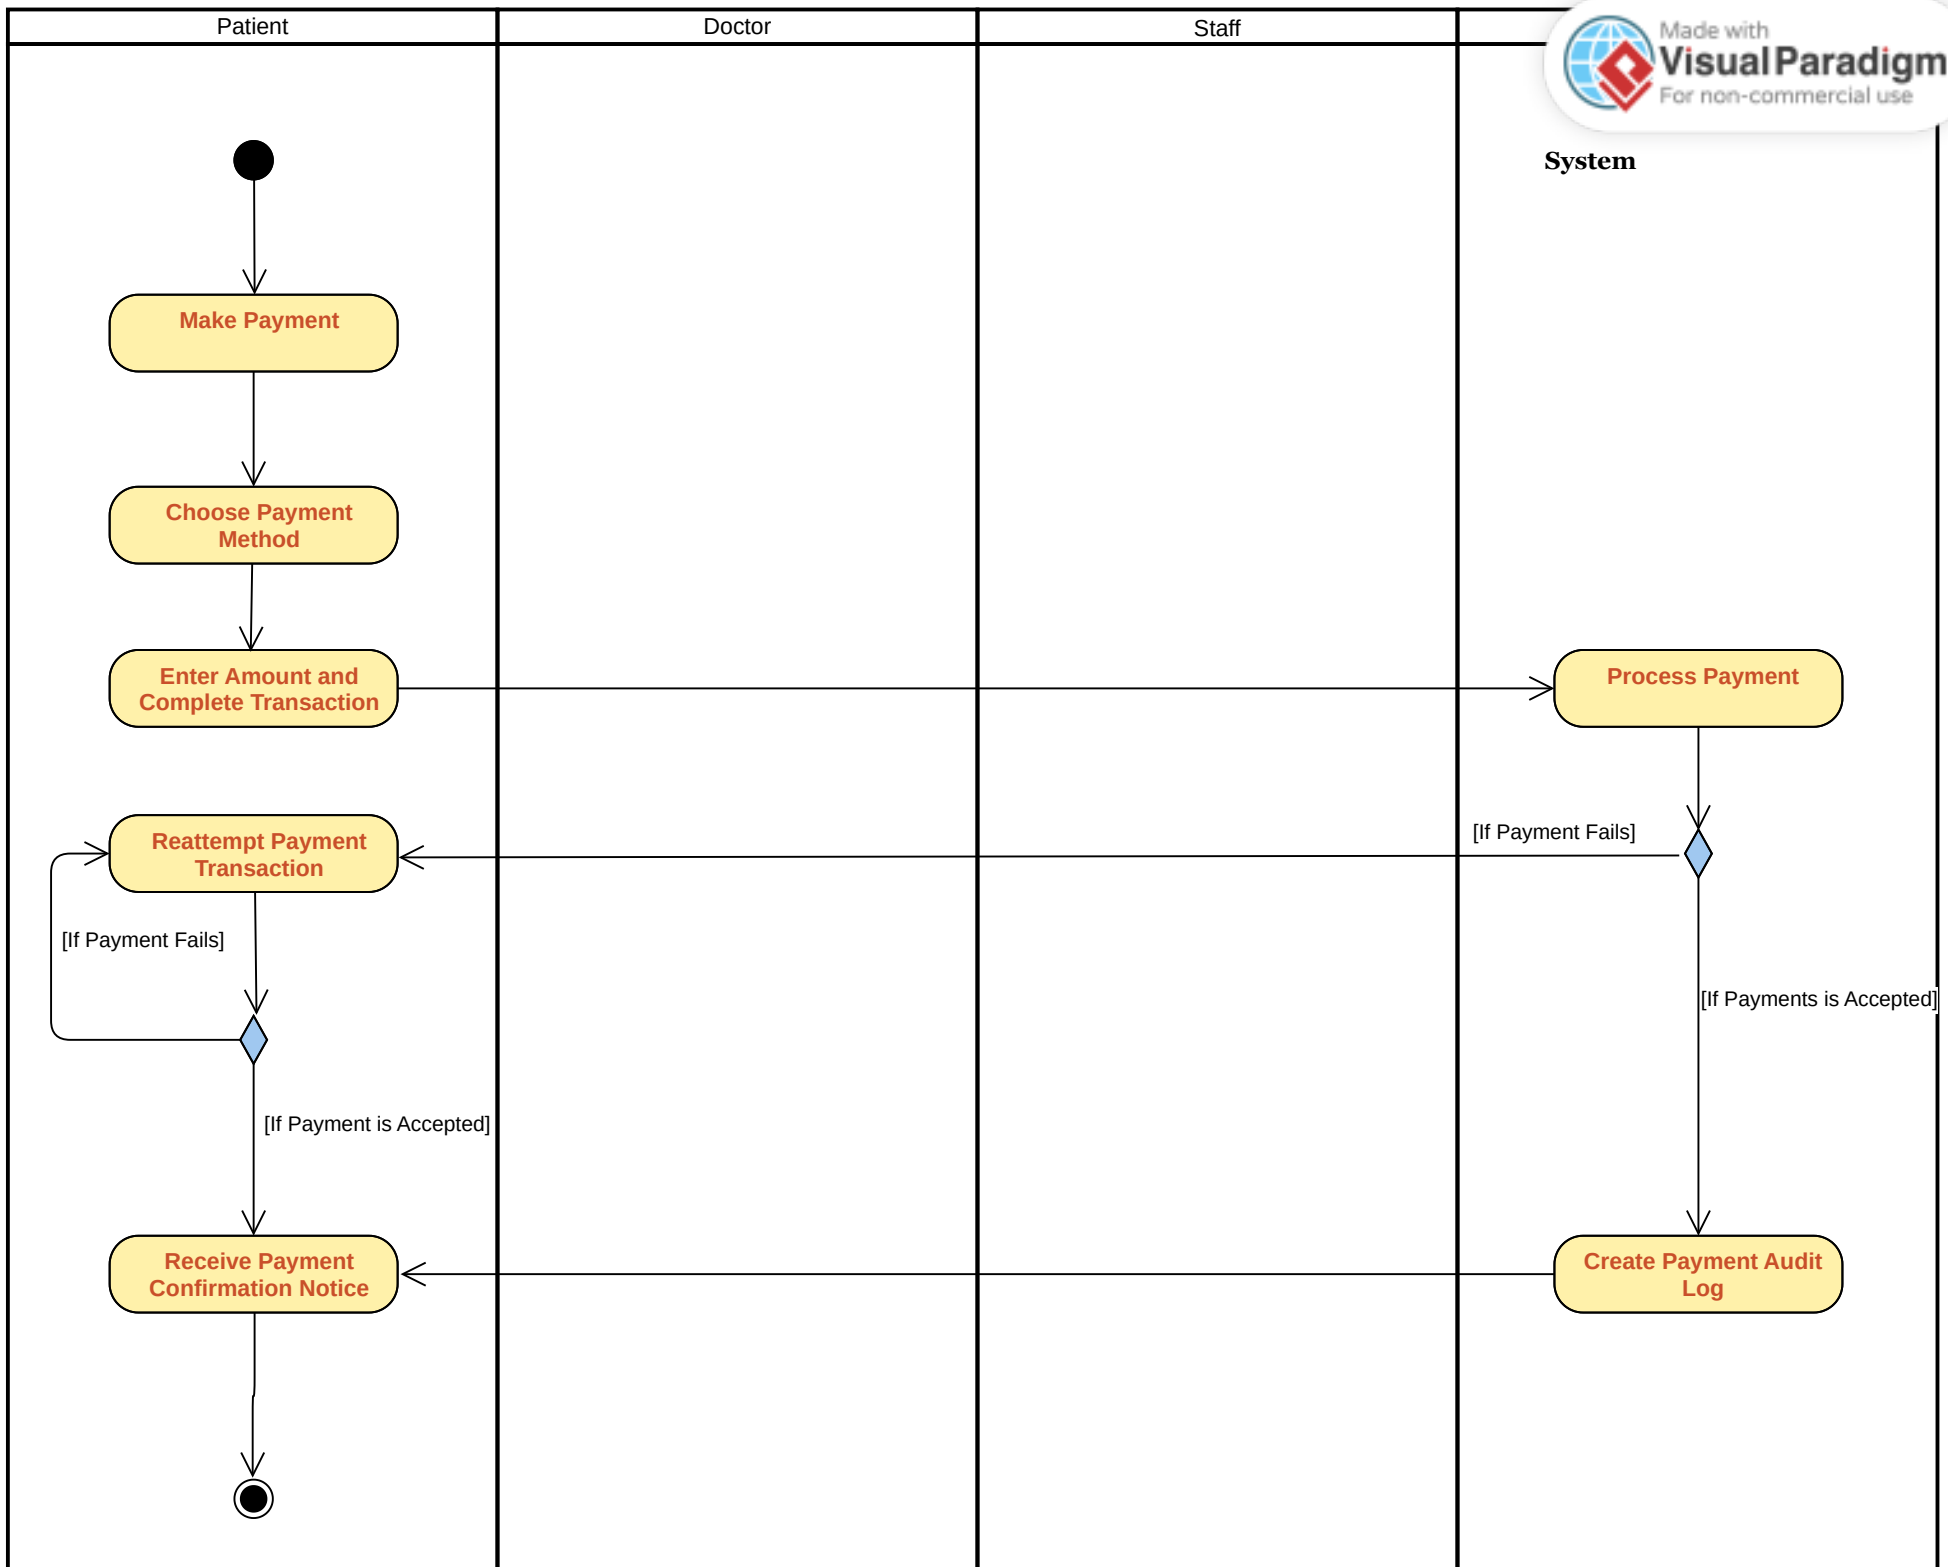 Patient
Doctor
Staff
Made with
Visual Paradigm
For non-commercial use
System
Make Payment
Choose Payment
Method
Enter Amount and
Complete Transaction
Process Payment
[If Payment Fails]
Reattempt Payment
Transaction
[If Payment Fails]
[If Payments is Accepted]
[If Payment is Accepted]
Receive Payment
Confirmation Notice
Create Payment Audit
Log